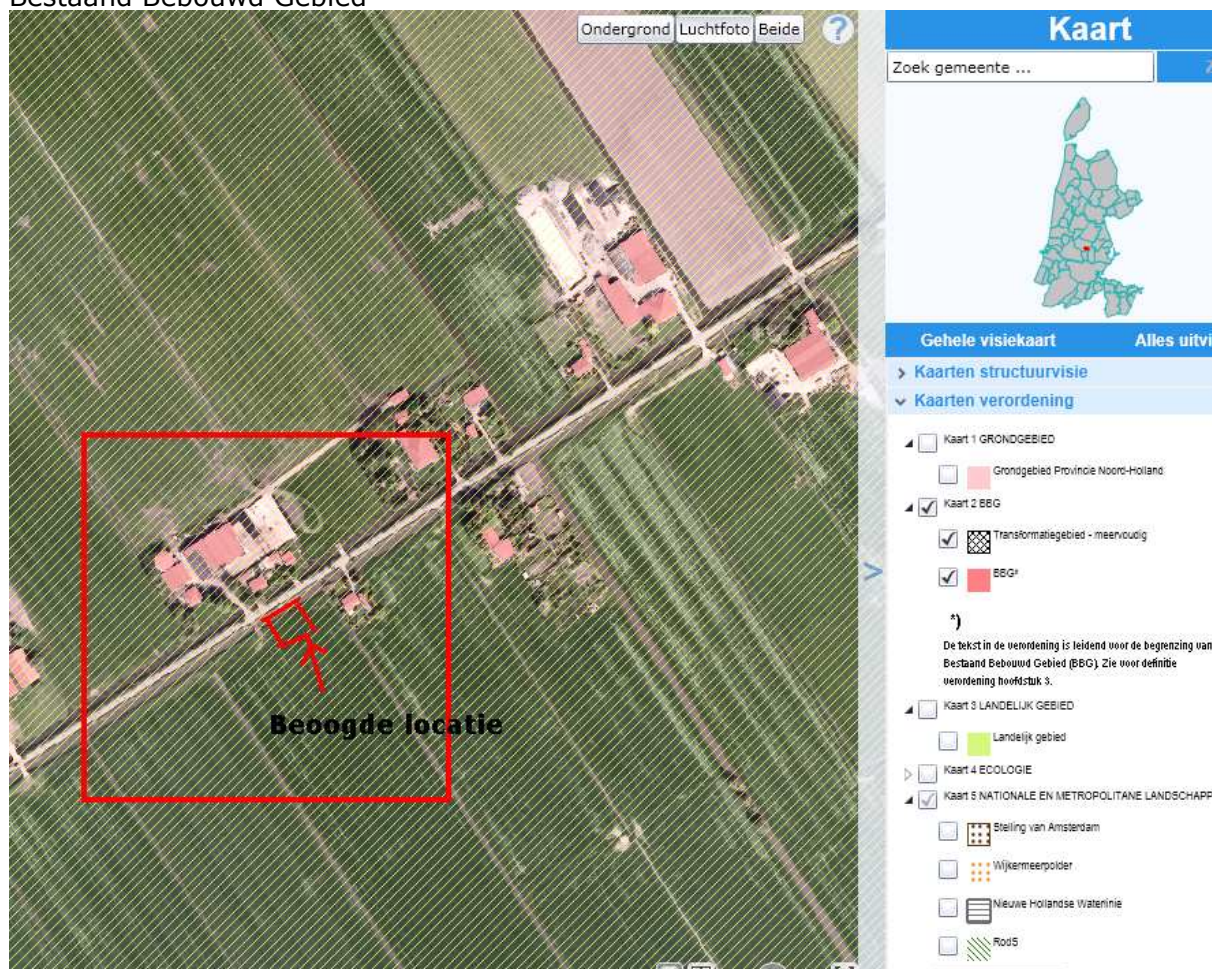 Bestaand Bebouwd Gebied
Ondergrond Luchtfoto Beide ?
Kaart
Zoek gemeente ...
Gehele visiekaart Alles uitvi
Kaarten structuurvisie
Kaarten verordening
Kaart 1 GRONDGEBIED
Grondgebied Provincie Noord-Holland
Kaart 2 BBG
Transformatiegebied - meervoudig
BBG*
*)
De tekst in de verordening is leidend voor de begrenzing van
Bestaand Bebouwd Gebied (BBG). Zie voor definitie
verordening hoofdstuk 3.
Kaart 3 LANDELIJK GEBIED
Landelijk gebied
Kaart 4 ECOLOGIE
Kaart 5 NATIONALE EN METROPOLITANE LANDSCHAPP
Stelling van Amsterdam
Wijkermeerpolder
Nieuwe Hollandse Waterlinie
RodS
Beoogde locatie